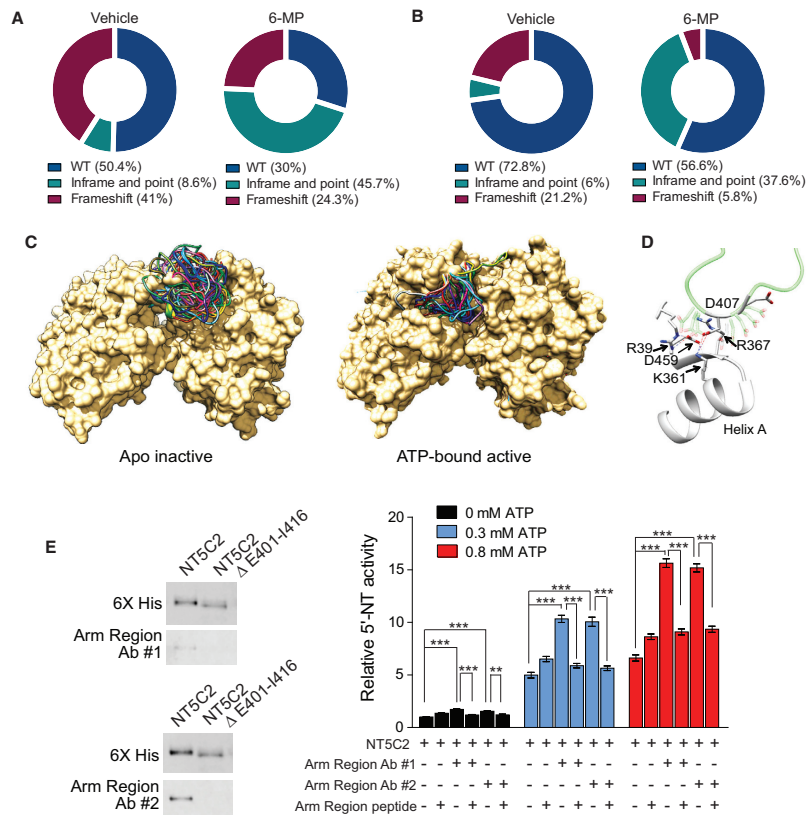 A
Vehicle
6-MP
WT (50.4%)
Inframe and point (8.6%)
Frameshift (41%)
WT (30%)
Inframe and point (45.7%)
Frameshift (24.3%)
B
Vehicle
6-MP
WT (72.8%)
Inframe and point (6%)
Frameshift (21.2%)
WT (56.6%)
Inframe and point (37.6%)
Frameshift (5.8%)
C
Apo inactive
ATP-bound active
D
D407
R39
R367
D459
K361
Helix A
E
NT5C2
NT5C2
Δ E401-I416
6X His
Arm Region
Ab #1
NT5C2
NT5C2
Δ E401-I416
6X His
Arm Region
Ab #2
Relative 5'-NT activity
20
15
10
5
0
0 mM ATP
0.3 mM ATP
0.8 mM ATP
***
***
***
**
***
***
***
***
***
***
***
***
NT5C2 + + + + + + + + + + + + + + + + + +
Arm Region Ab #1 - - + + - - - - + + - - - - + + - -
Arm Region Ab #2 - - - - + + - - - - + + - - - - + +
Arm Region peptide - + - + - + - + - + - + - + - + - +